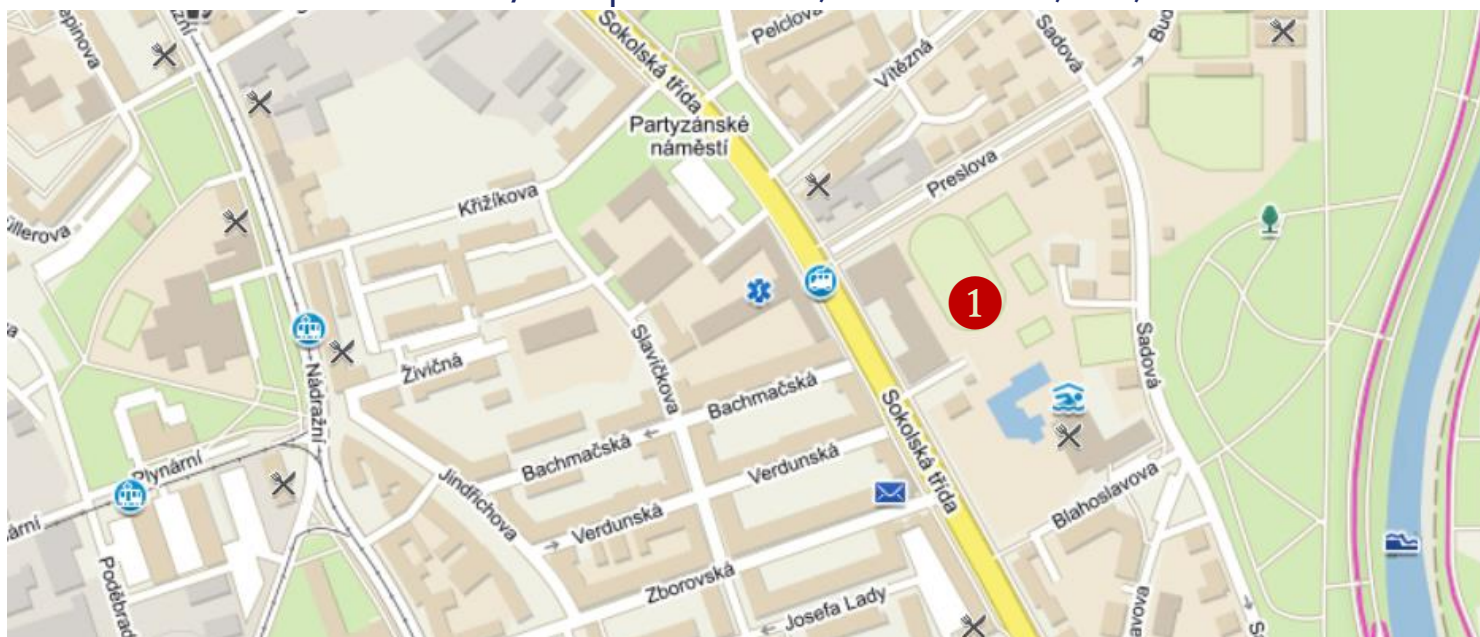 Sokolská třída
Pelclova
Vítězná
Sadová
Partyzánské
náměstí
Preslova
Křižíkova
Slavíčkova
Živičná
Nádražní
Bachmačská
Bachmačská
Sokolská třída
Sadová
1
Plynární
Jindřichova
Verdunská
Verdunská
Blahoslavova
Zborovská
Josefa Lady